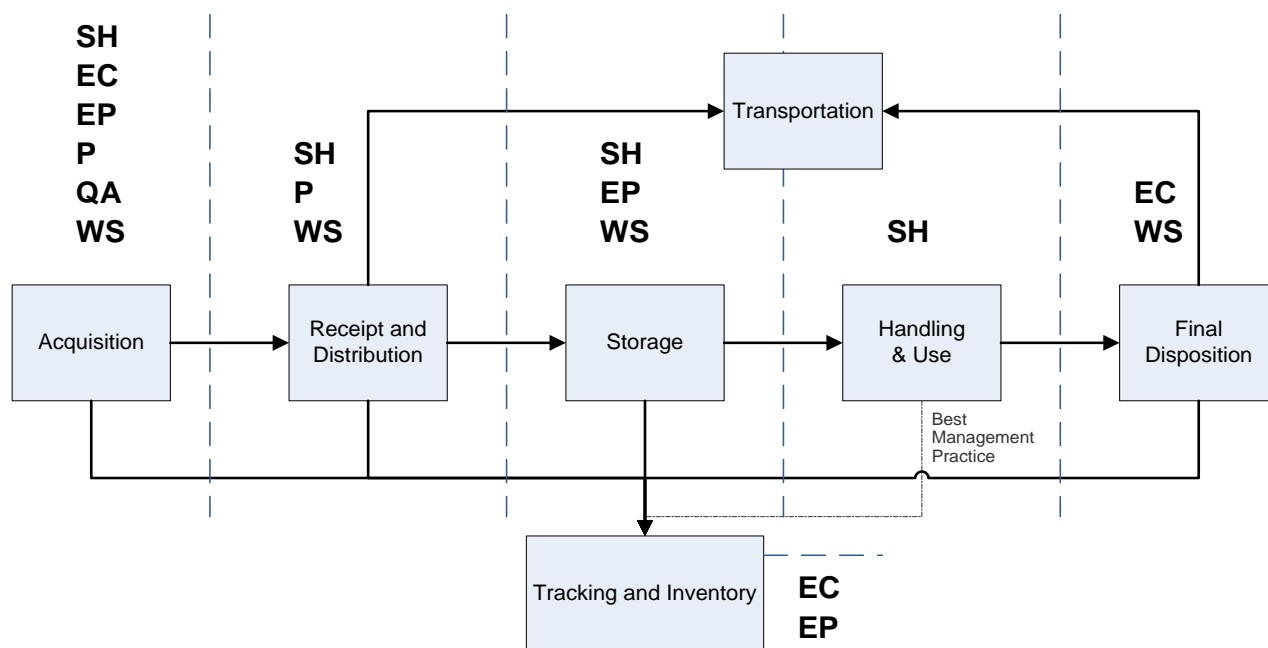 SH
EC
EP
P
QA
WS
SH
P
WS
SH
EP
WS
Transportation
SH
EC
WS
Acquisition
Receipt and
Distribution
Storage
Handling
& Use
Final
Disposition
Best
Management
Practice
Tracking and Inventory
EC
EP